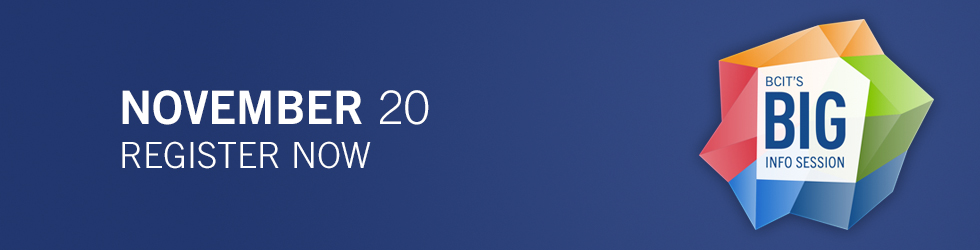 NOVEMBER 20
REGISTER NOW
BCIT'S
BIG
INFO SESSION